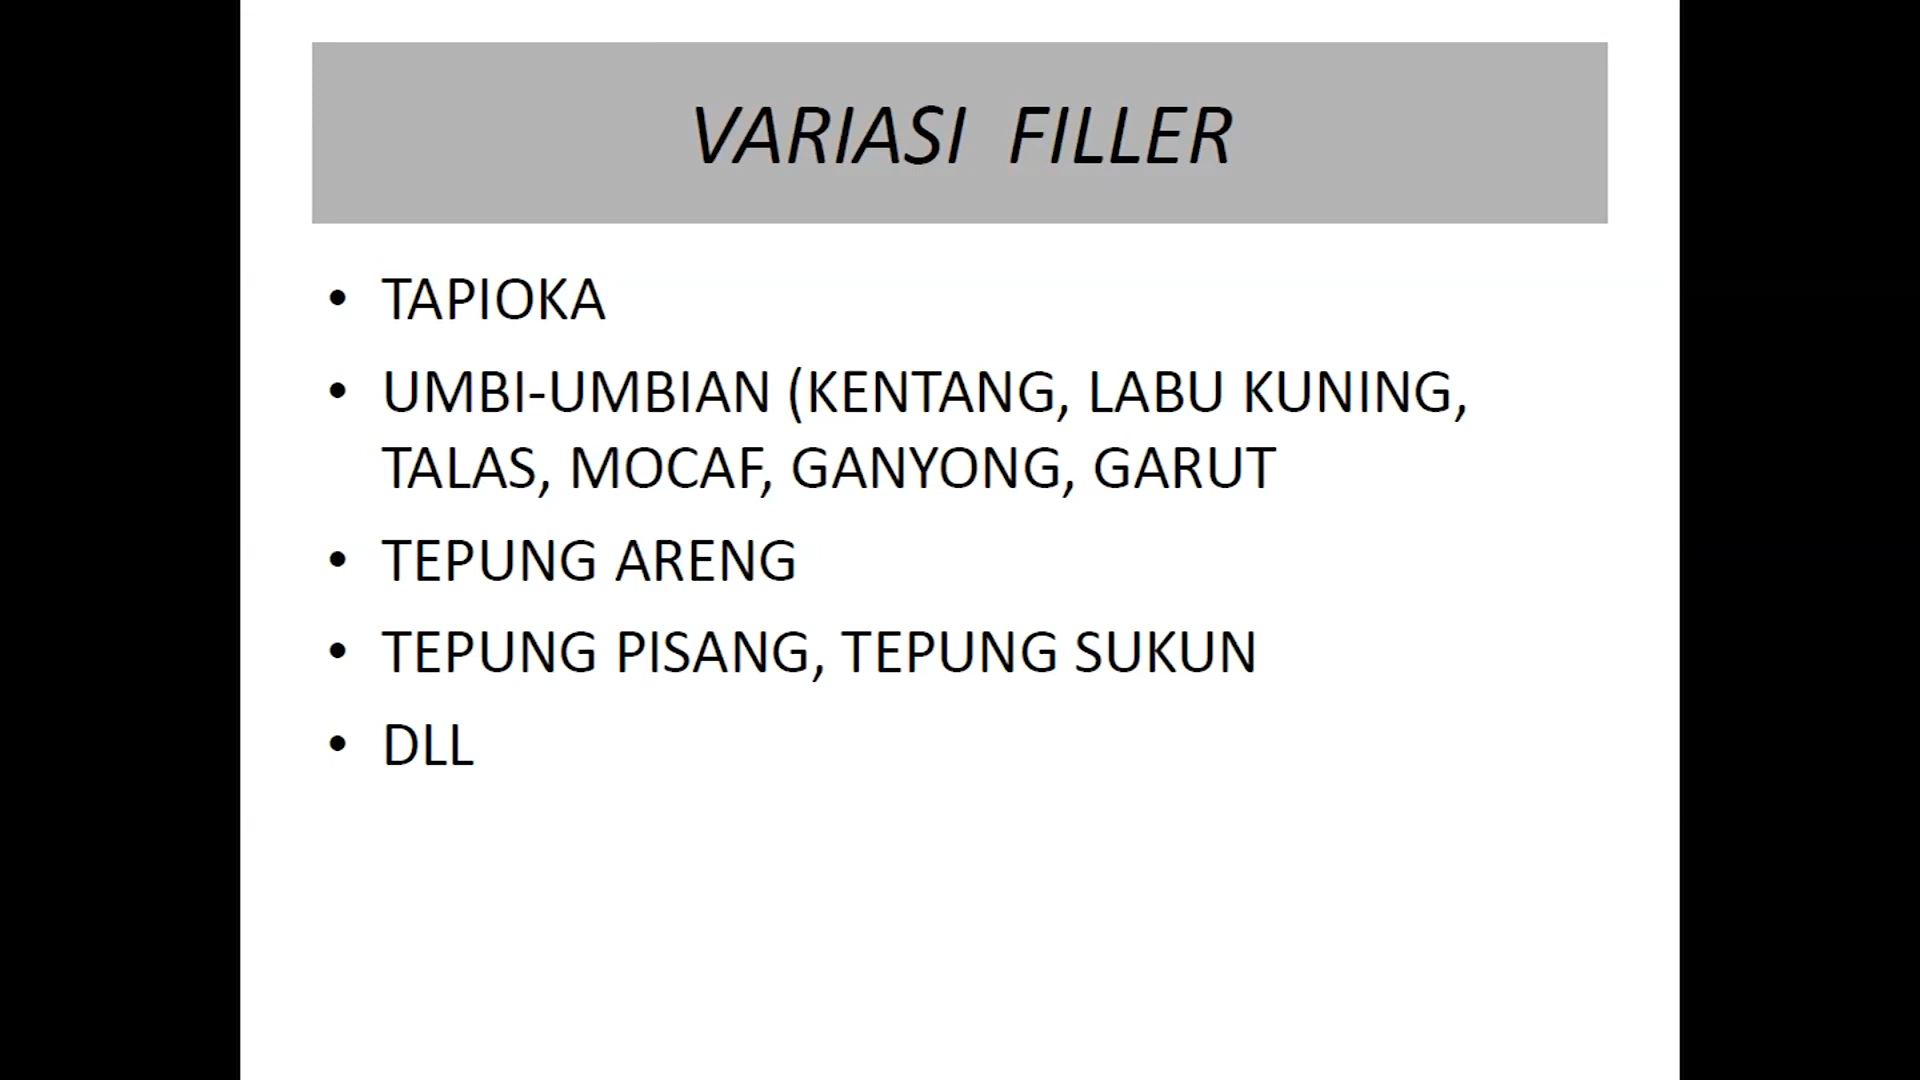 VARIASI FILLER
• TAPIOKA
• UMBI-UMBIAN (KENTANG, LABU KUNING,
TALAS, MOCAF, GANYONG, GARUT
• TEPUNG ARENG
• TEPUNG PISANG, TEPUNG SUKUN
• DLL